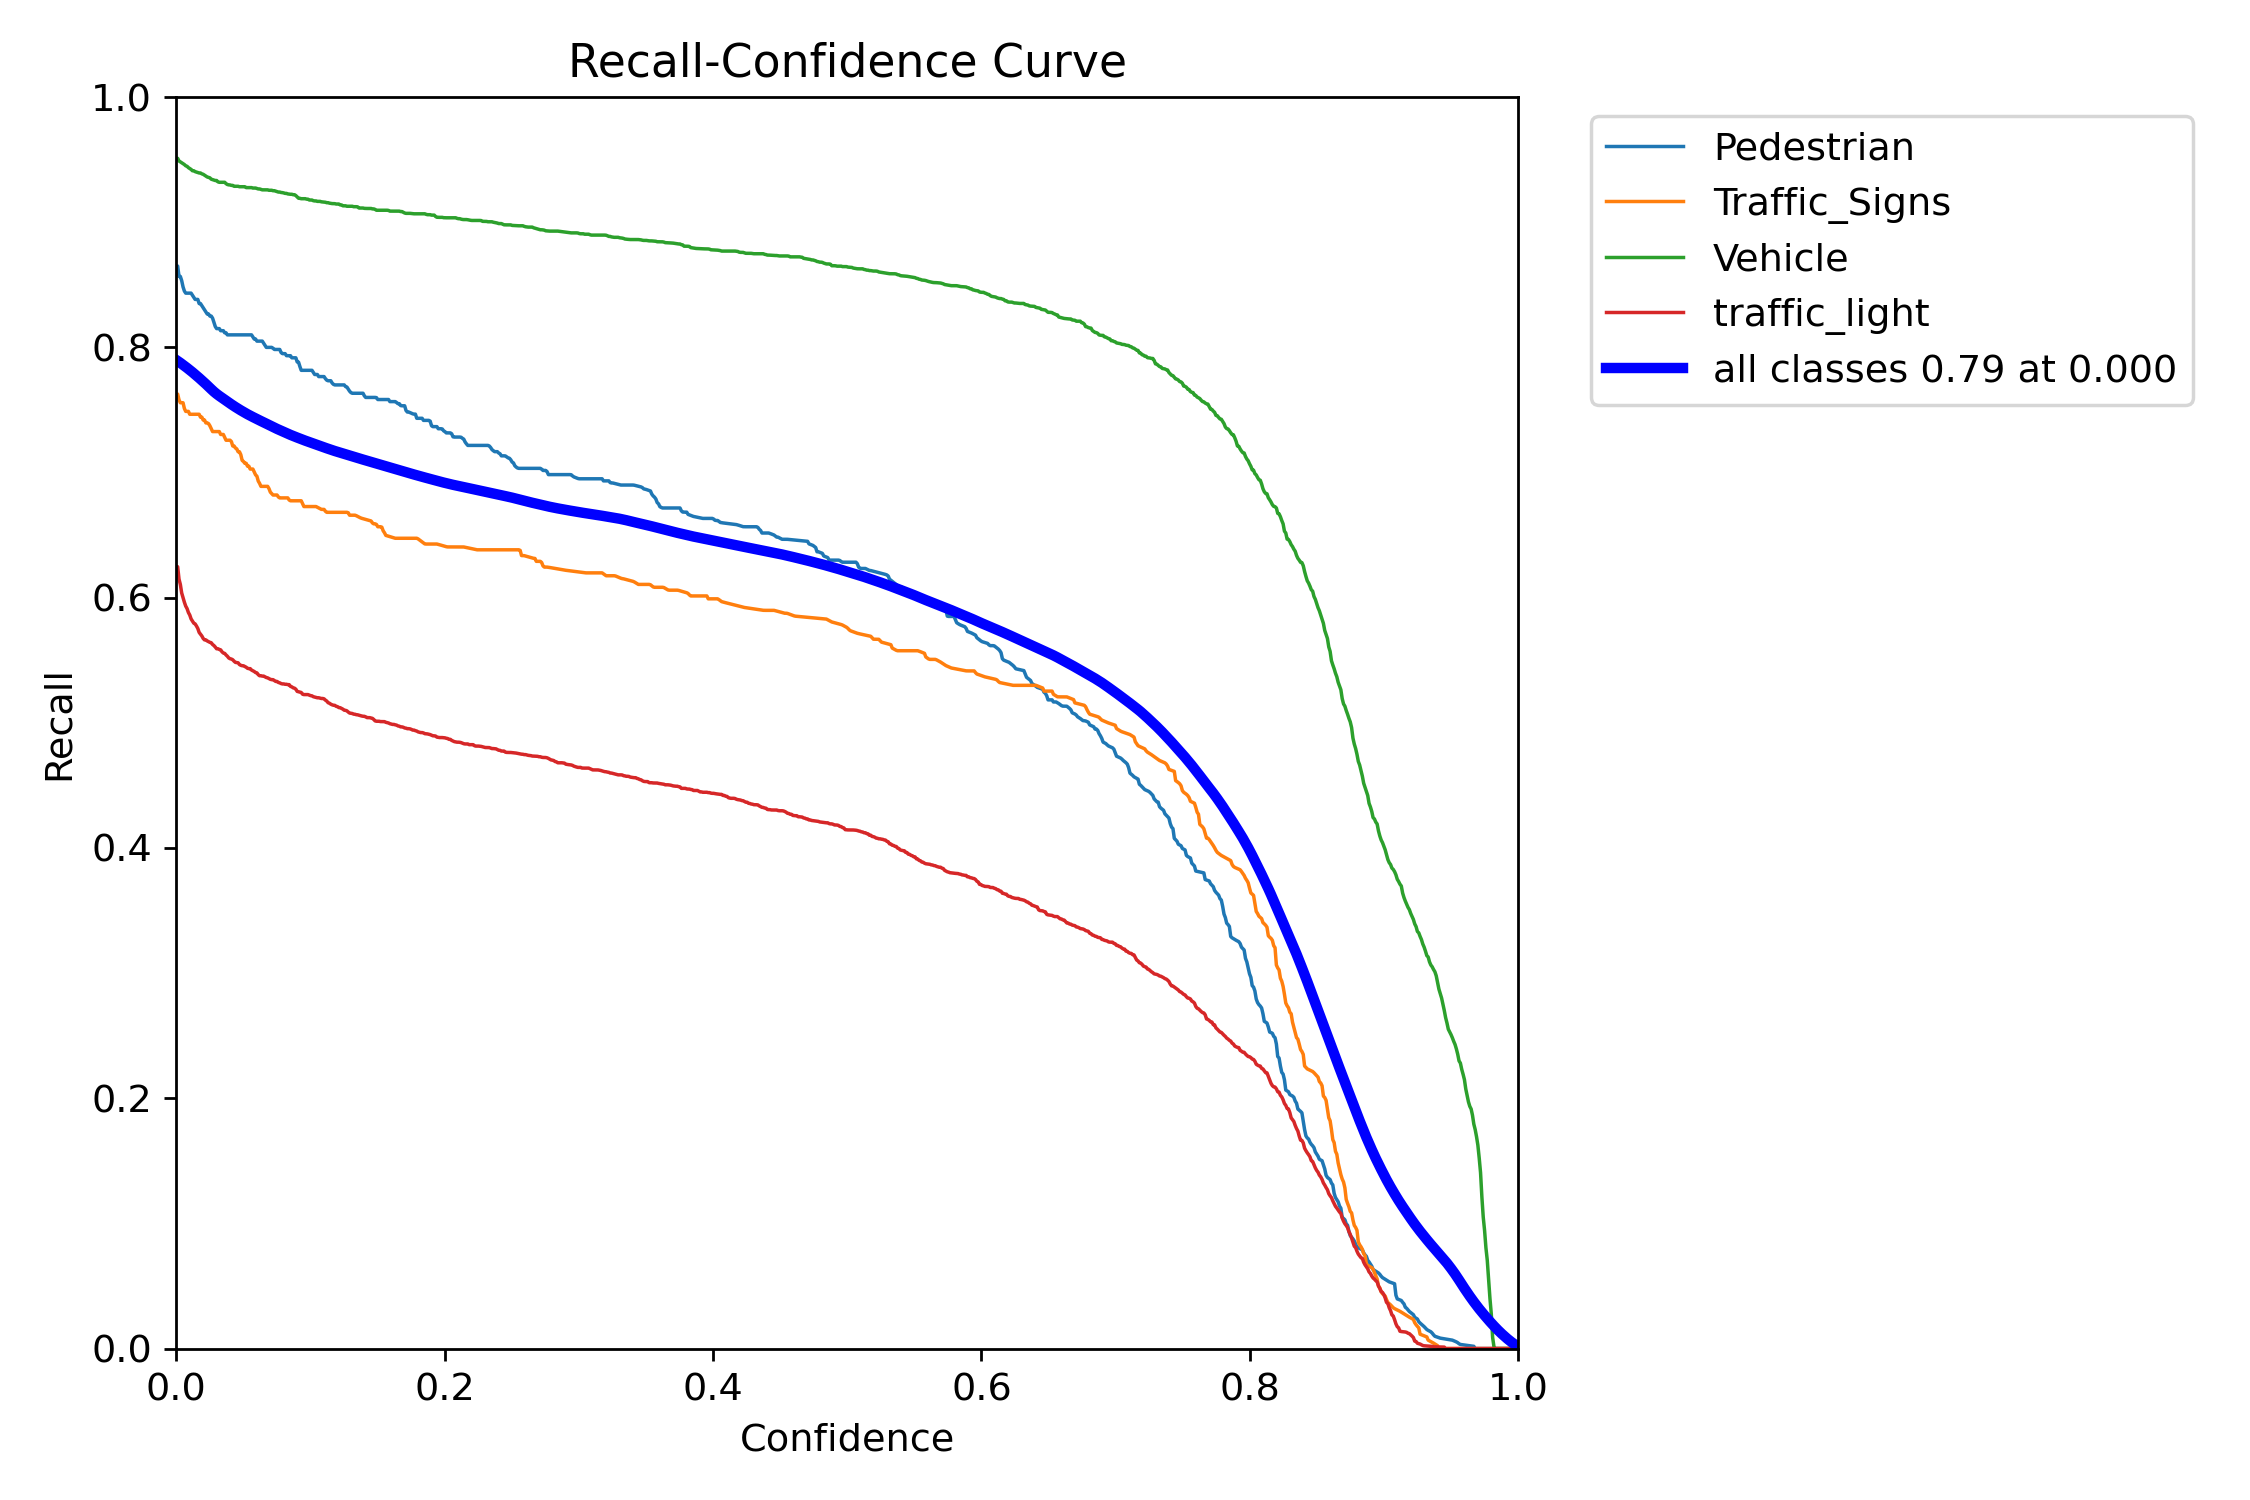 Recall-Confidence Curve
1.0
0.8
0.6
0.4
0.2
0.0
Recall
0.0 0.2 0.4 0.6 0.8 1.0
Confidence
Pedestrian
Traffic_Signs
Vehicle
traffic_light
all classes 0.79 at 0.000